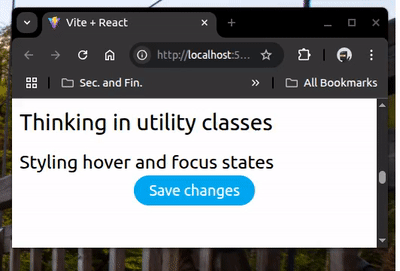 Vite + React
http://localhost:5...
Sec. and Fin.
»
All Bookmarks
Thinking in utility classes
Styling hover and focus states
Save changes